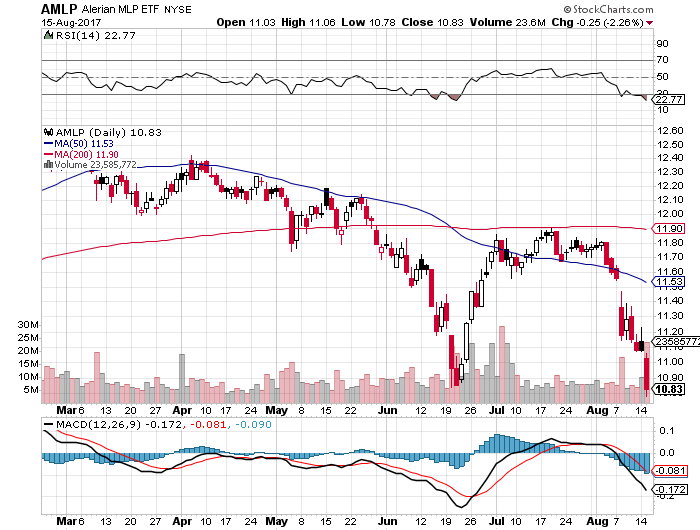 AMLP Alerian MLP ETF NYSE © StockCharts.com
15-Aug-2017 Open 11.03 High 11.06 Low 10.78 Close 10.83 Volume 23.6M Chg -0.25 (-2.26%)
RSI(14) 22.77
90
70
50
30
22.77
10
AMLP (Daily) 10.83
MA(50) 11.53
MA(200) 11.90
Volume 23,585,772
12.60
12.50
12.40
12.30
12.20
12.10
12.00
11.90
11.80
11.70
11.60
11.53
11.50
11.40
11.30
11.20
23585772
11.10
11.00
10.90
10.83
30M
25M
20M
15M
10M
5M
Mar 6 13 20 27 Apr 10 17 24 May 8 15 22 Jun 12 19 26 Jul 10 17 24 Aug 7 14
MACD(12,26,9) -0.172, -0.081, -0.090
0.1
0.0
-0.081
-0.172
-0.2
Mar 6 13 20 27 Apr 10 17 24 May 8 15 22 Jun 12 19 26 Jul 10 17 24 Aug 7 14